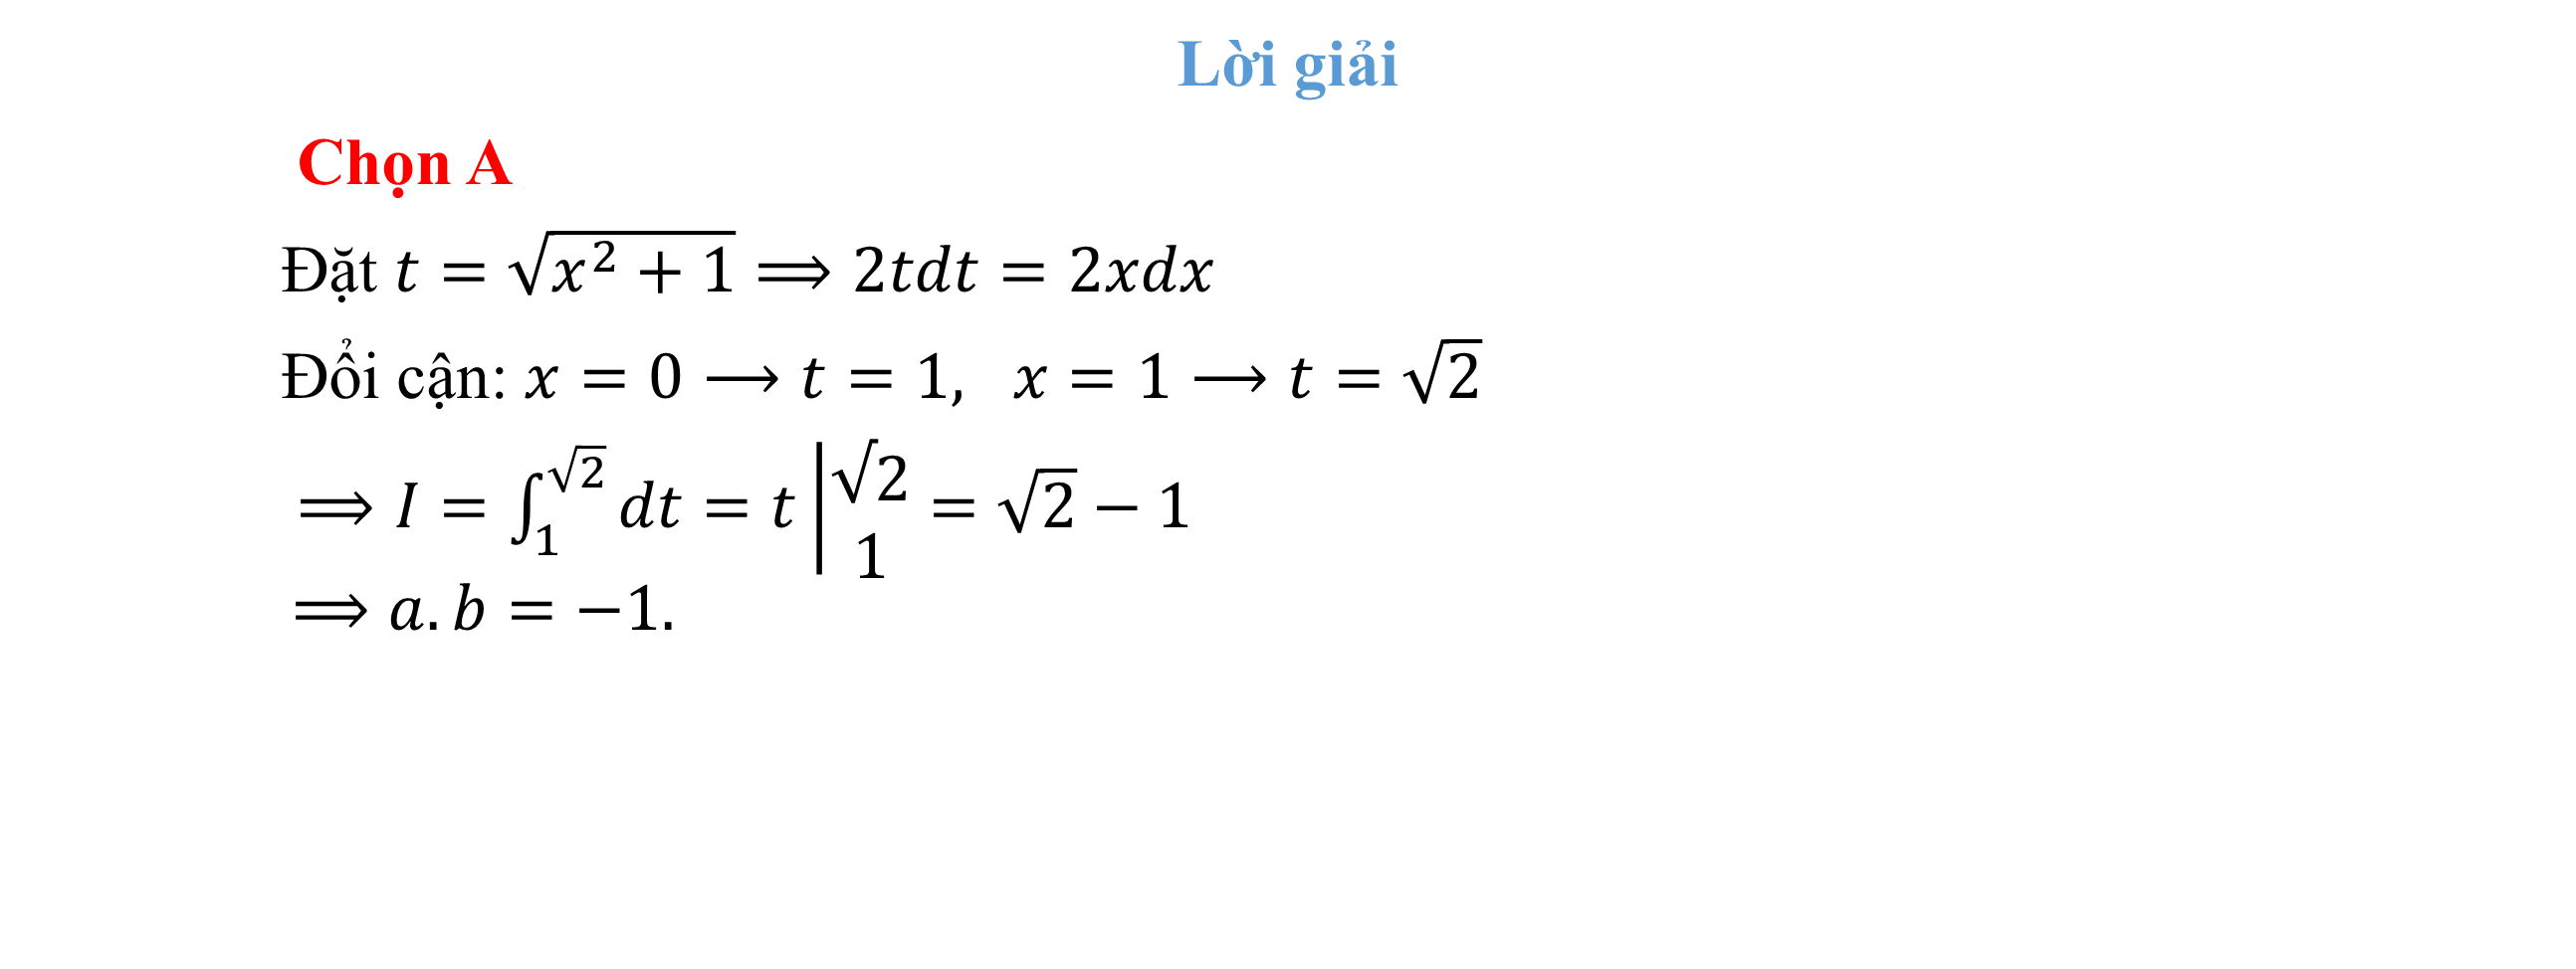 Lời giải
Chọn A
Đặt t = √(x² + 1) ⟹ 2tdt = 2xdx
Đổi cận: x = 0 ⟶ t = 1, x = 1 ⟶ t = √2
⟹ I = ∫₁^√2 dt = t |√2 1 = √2 − 1
⟹ a. b = −1.